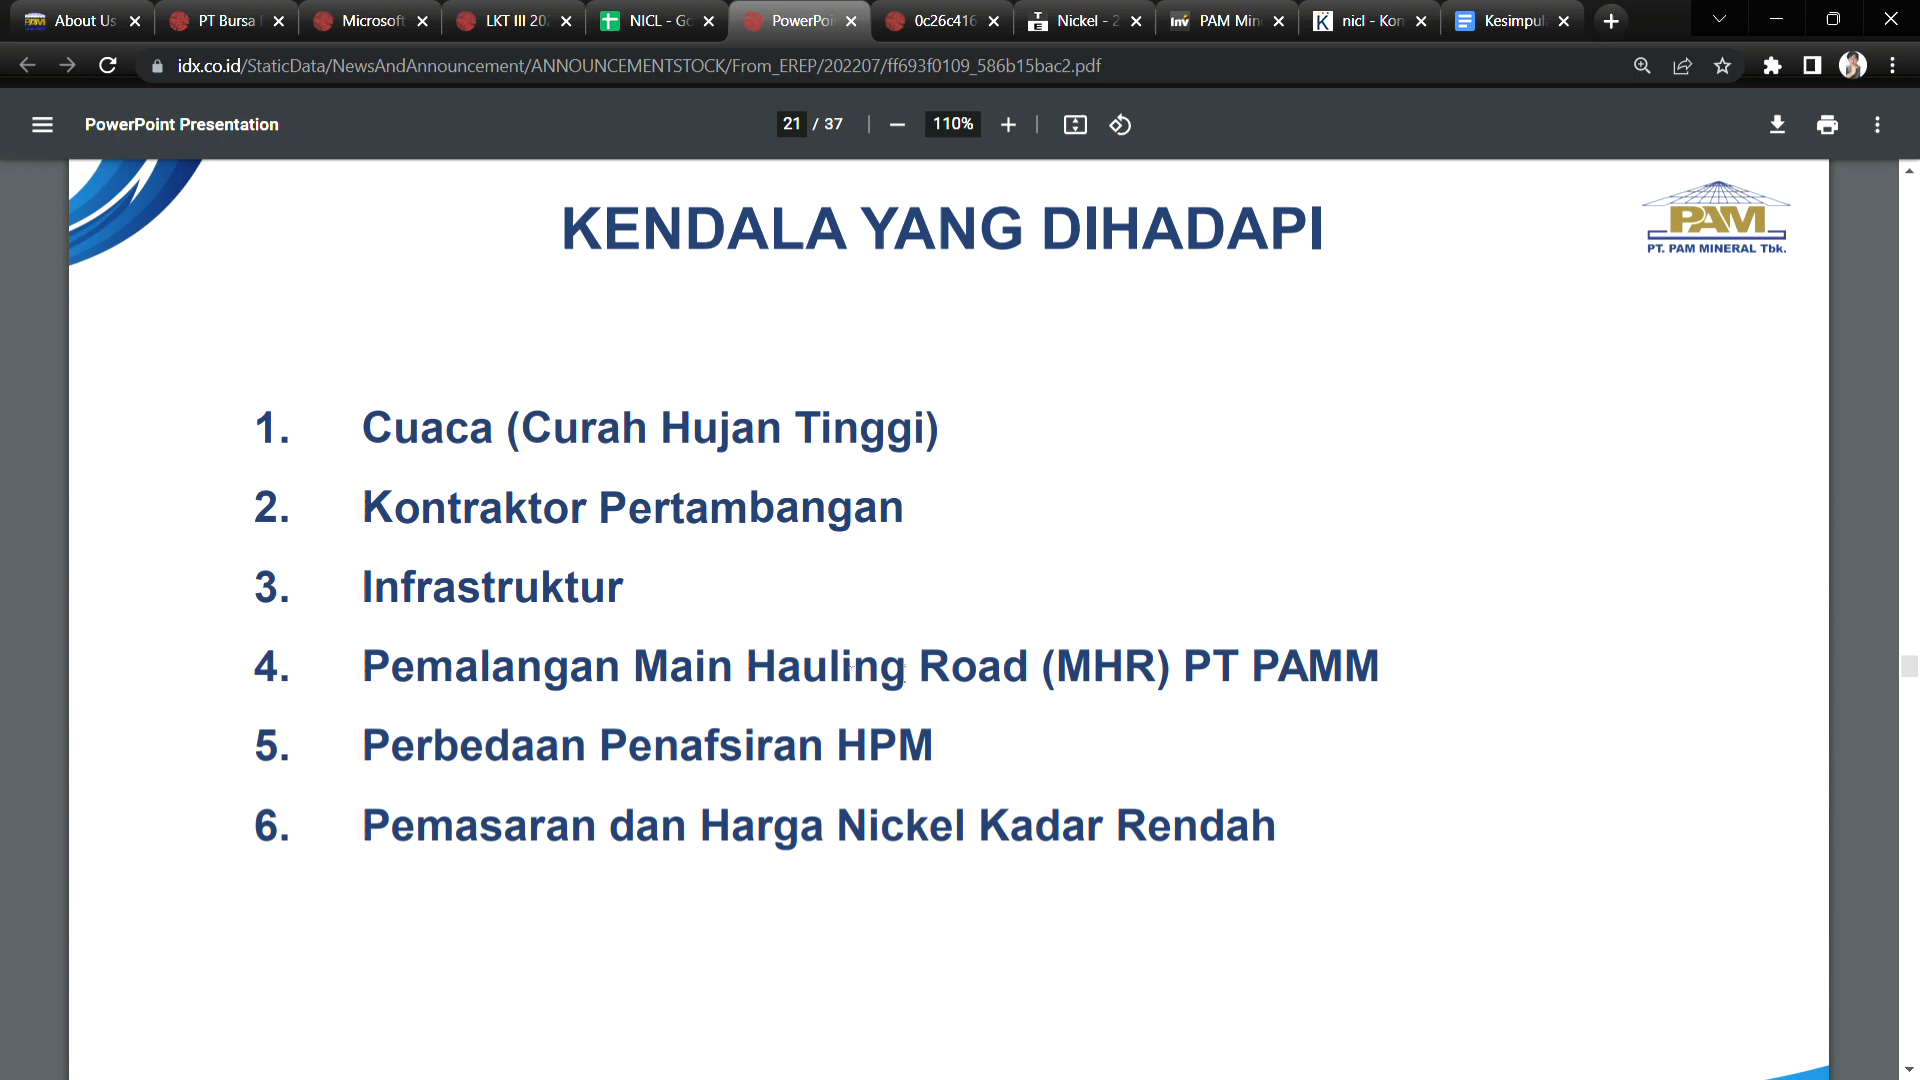 About Us
PT Bursa
Microsoft
LKT III 202
NICL - Go
PowerPoi
0c26c416
Nickel - 2
PAM Min
nicl - Kon
Kesimpul
idx.co.id/StaticData/NewsAndAnnouncement/ANNOUNCEMENTSTOCK/From_EREP/202207/ff693f0109_586b15bac2.pdf
PowerPoint Presentation
21 / 37
110%
KENDALA YANG DIHADAPI
PAM
PT. PAM MINERAL Tbk.
1. Cuaca (Curah Hujan Tinggi)
2. Kontraktor Pertambangan
3. Infrastruktur
4. Pemalangan Main Hauling Road (MHR) PT PAMM
5. Perbedaan Penafsiran HPM
6. Pemasaran dan Harga Nickel Kadar Rendah